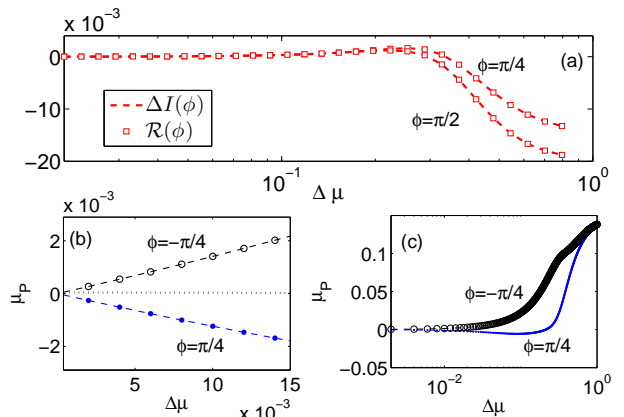 x 10⁻³
0
−10
−20
(a)
ϕ=π/4
ϕ=π/2
ΔI(ϕ)
R(ϕ)
10⁻¹
10⁰
Δ μ
x 10⁻³
2
0
−2
μP
(b)
ϕ=−π/4
ϕ=π/4
5
10
15
Δμ
x 10⁻³
0.1
0.05
0
−0.05
μP
(c)
ϕ=−π/4
ϕ=π/4
10⁻²
10⁰
Δμ